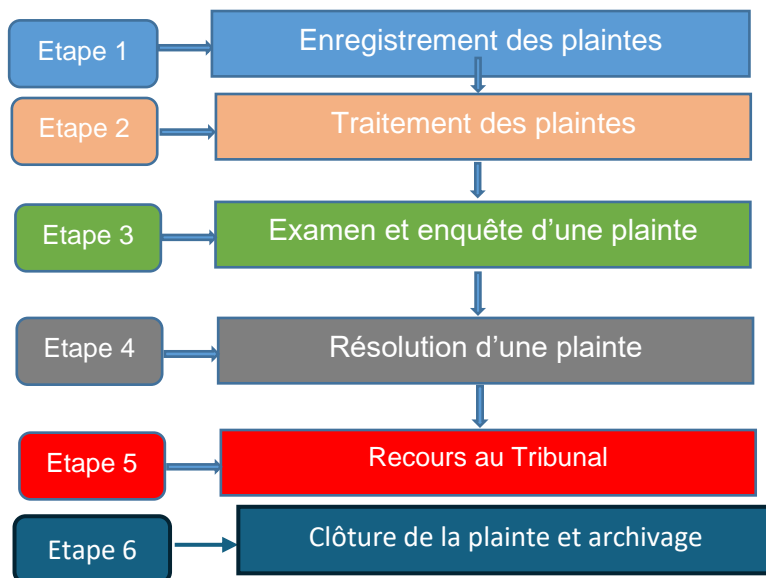 Etape 1
Enregistrement des plaintes
Etape 2
Traitement des plaintes
Etape 3
Examen et enquête d'une plainte
Etape 4
Résolution d'une plainte
Etape 5
Recours au Tribunal
Etape 6
Clôture de la plainte et archivage